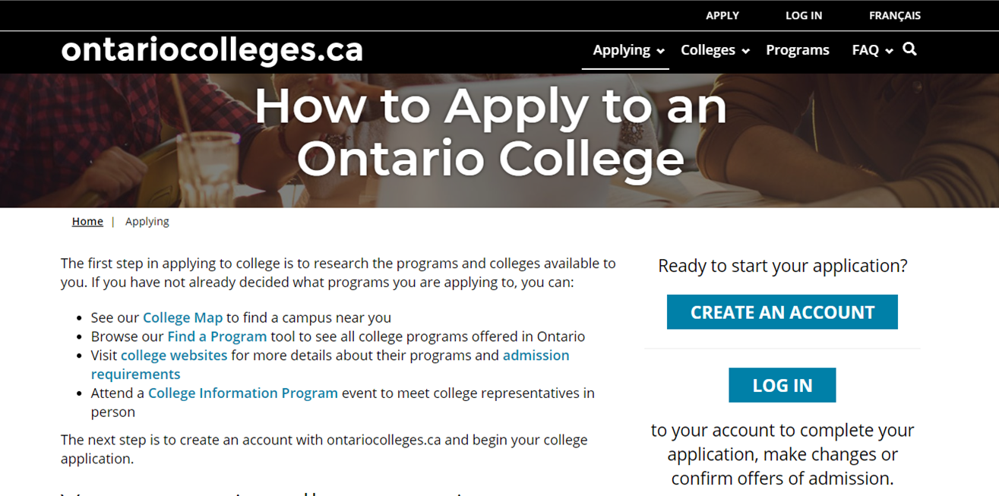 APPLY LOG IN FRANÇAIS
ontariocolleges.ca
Applying Colleges Programs FAQ
How to Apply to an
Ontario College
Home | Applying
The first step in applying to college is to research the programs and colleges available to
you. If you have not already decided what programs you are applying to, you can:
• See our College Map to find a campus near you
• Browse our Find a Program tool to see all college programs offered in Ontario
• Visit college websites for more details about their programs and admission
requirements
• Attend a College Information Program event to meet college representatives in
person
The next step is to create an account with ontariocolleges.ca and begin your college
application.
Ready to start your application?
CREATE AN ACCOUNT
LOG IN
to your account to complete your
application, make changes or
confirm offers of admission.